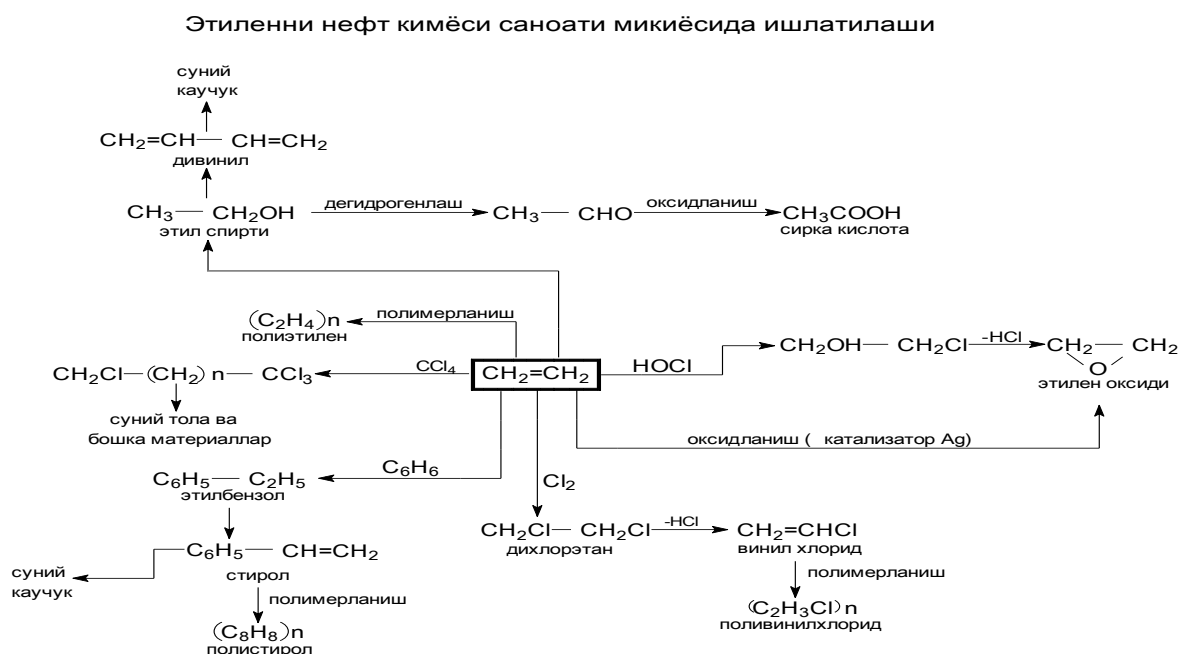 Этиленни нефт кимёси саноати микиёсида ишлатилаши
суний
каучук
CH₂=CH— CH=CH₂
дивинил
CH₃— CH₂OH дегидрогенлаш CH₃— CHO оксидланиш CH₃COOH
этил спирти сирка кислота
(C₂H₄)n полимерланиш
полиэтилен
CH₂OH— CH₂Cl -HCl CH₂ CH₂
O
этилен оксиди
CH₂Cl—(CH₂)n— CCl₃ CCl₄ CH₂=CH₂ HOCl
суний тола ва
бошка материаллар
оксидланиш ( катализатор Ag)
C₆H₅— C₂H₅ C₆H₆
этилбензол
Cl₂
CH₂Cl— CH₂Cl -HCl CH₂=CHCl
дихлорэтан винил хлорид
C₆H₅— CH=CH₂
стирол
суний
каучук
полимерланиш
полимерланиш
(C₂H₃Cl)n
поливинилхлорид
(C₈H₈)n
полистирол